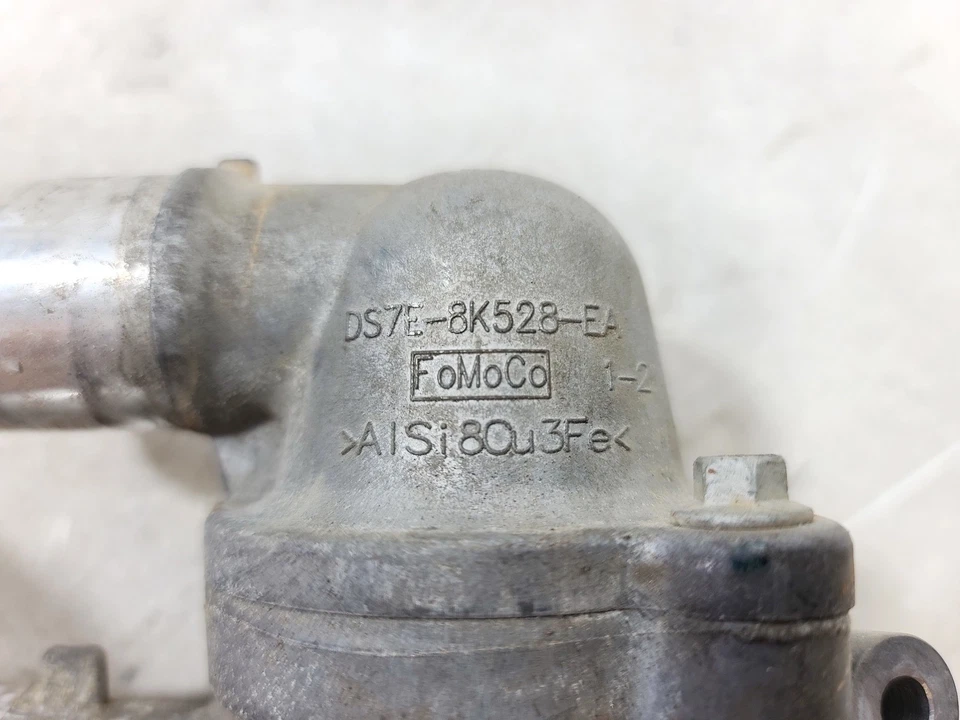 DS7E-8K528-EA
FoMoCo 1-2
>AlSi8Cu3Fe<